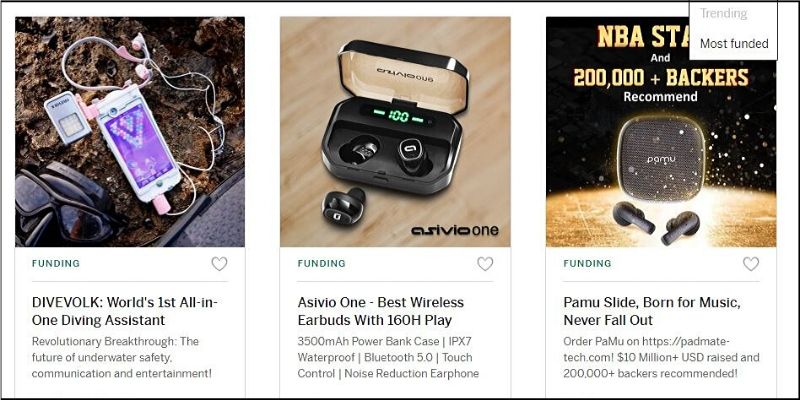 Trending
Most funded
asivio one
100
asivio one
NBA STA
And
200,000 + BACKERS
Recommend
PaMu
FUNDING
DIVEVOLK: World's 1st All-in-
One Diving Assistant
Revolutionary Breakthrough: The
future of underwater safety,
communication and entertainment!
FUNDING
Asivio One - Best Wireless
Earbuds With 160H Play
3500mAh Power Bank Case | IPX7
Waterproof | Bluetooth 5.0 | Touch
Control | Noise Reduction Earphone
FUNDING
Pamu Slide, Born for Music,
Never Fall Out
Order PaMu on https://padmate-
tech.com! $10 Million+ USD raised and
200,000+ backers recommended!